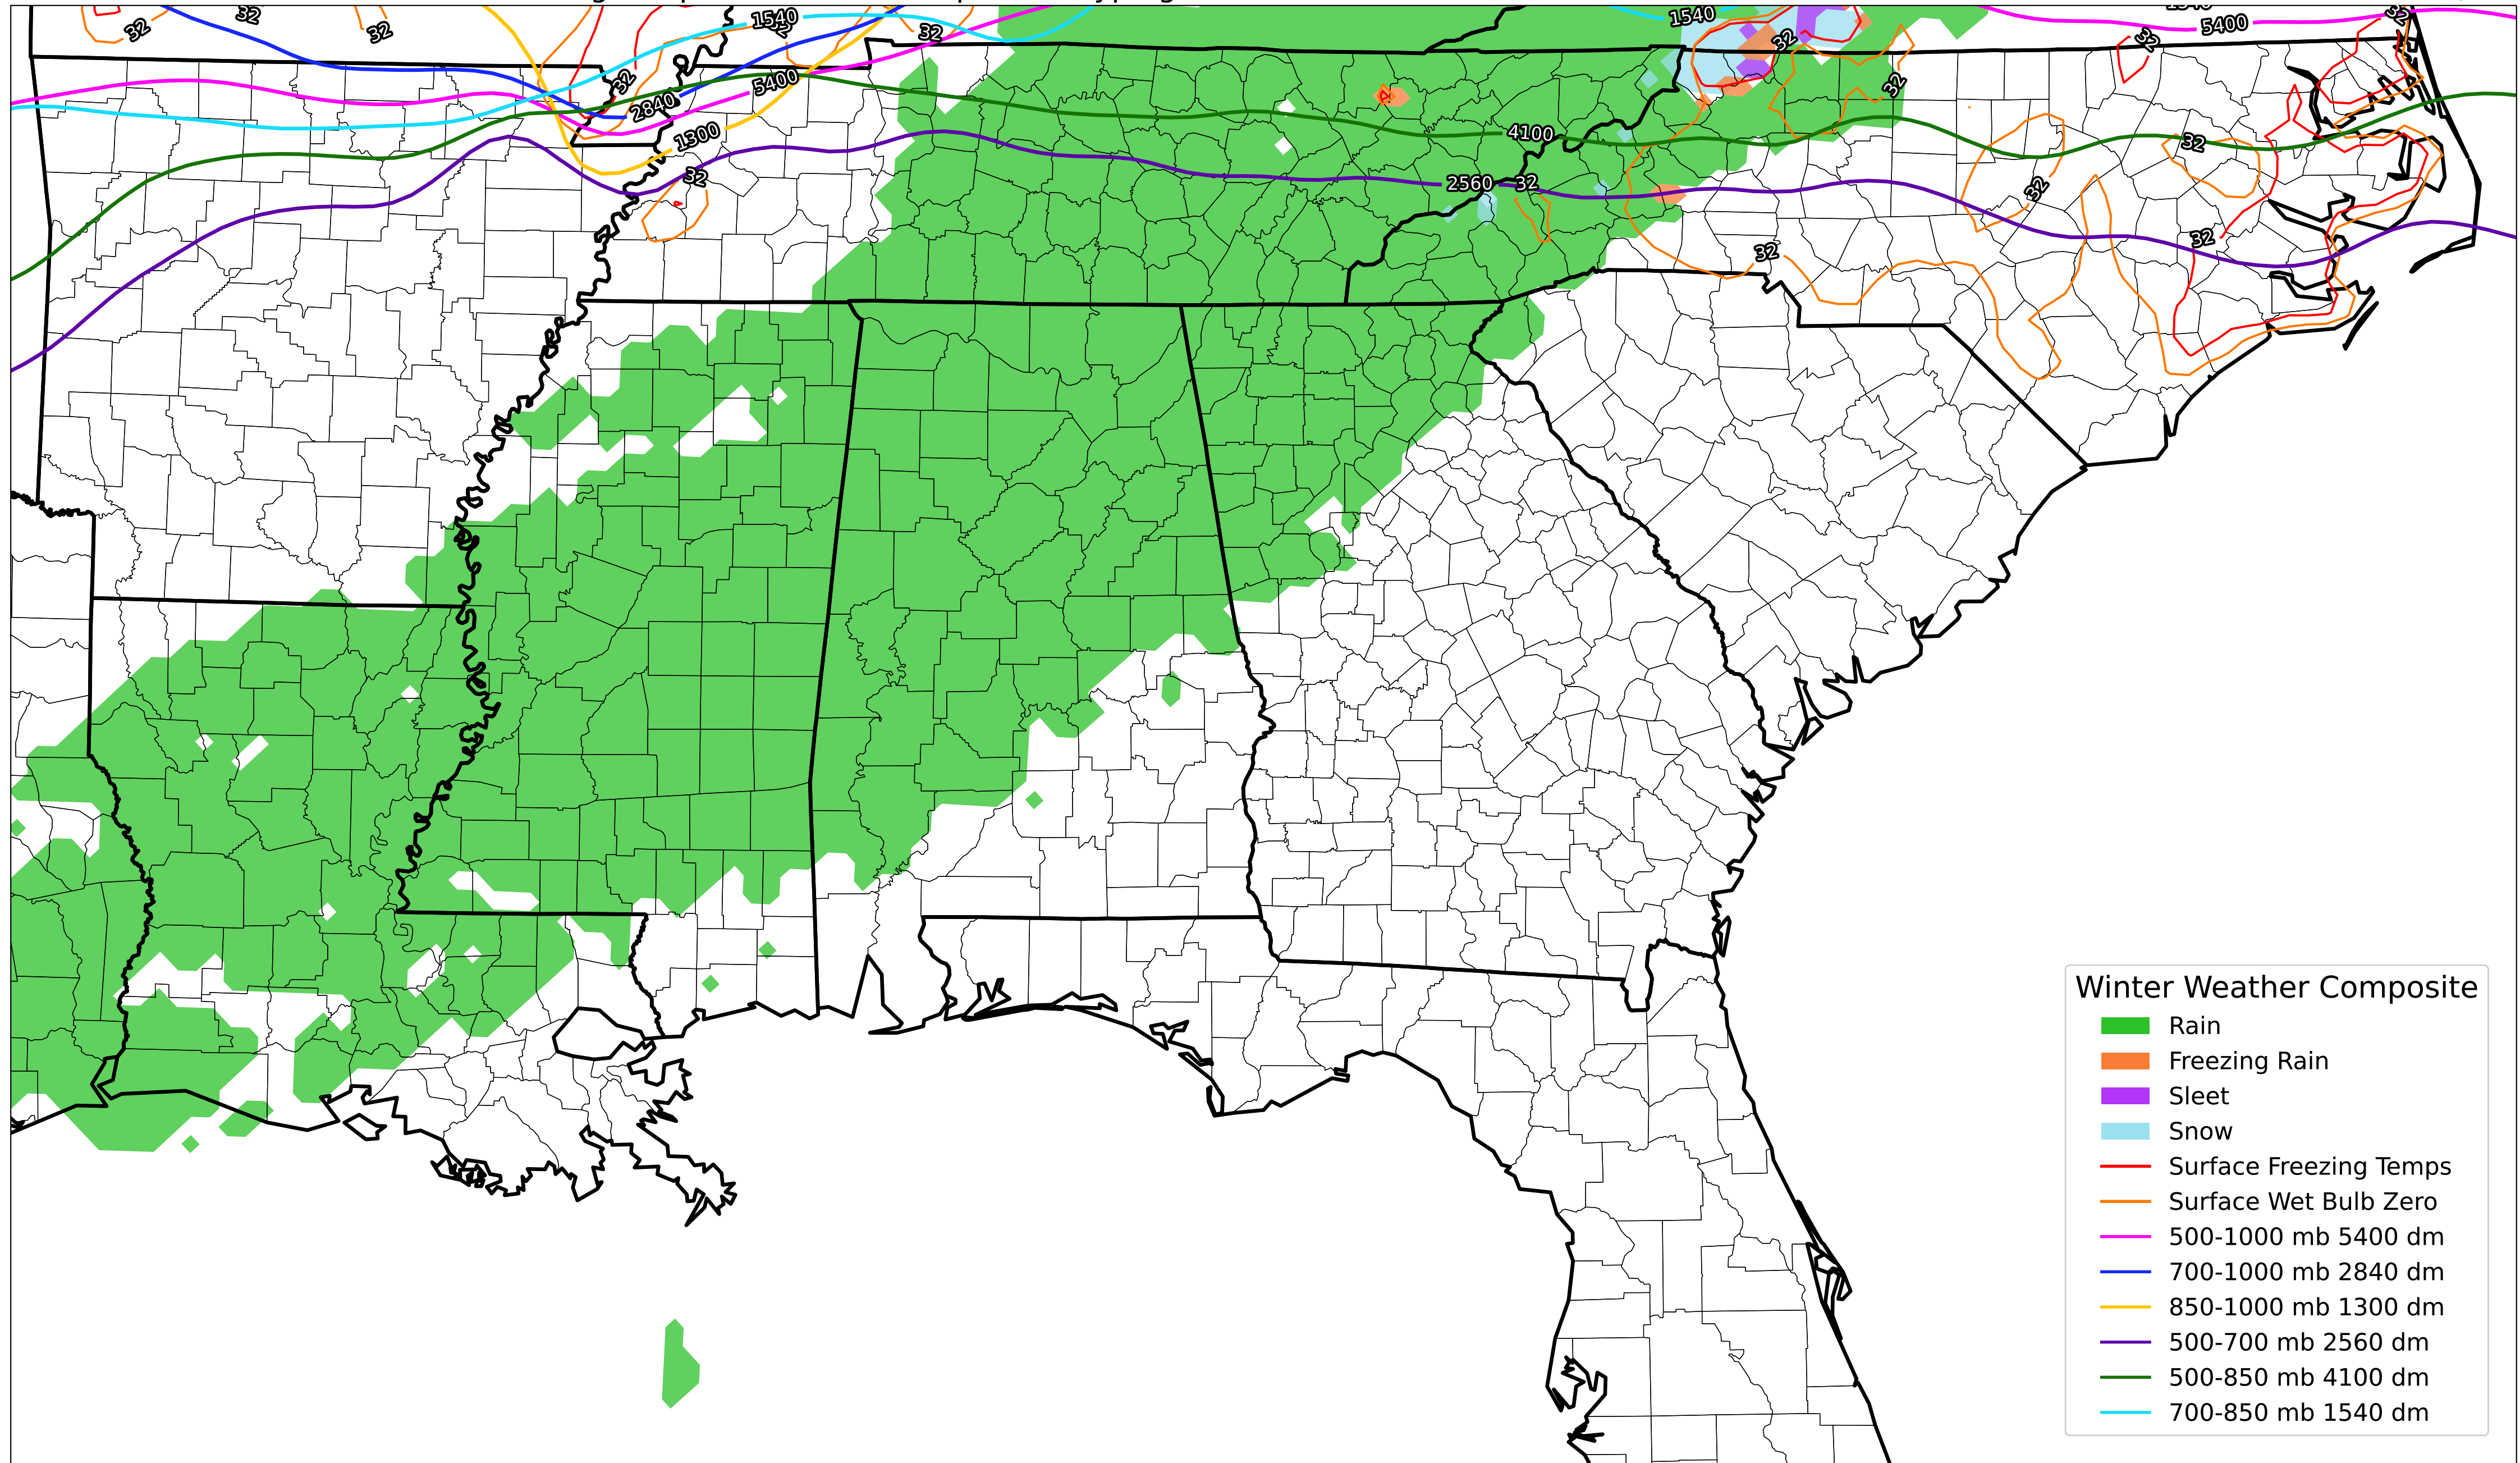 32
32
1540
32
1540
5400
32
32
32
32
5400
32
2840
1300
4100
32
2560
32
32
32
32
32
Winter Weather Composite
Rain
Freezing Rain
Sleet
Snow
Surface Freezing Temps
Surface Wet Bulb Zero
500-1000 mb 5400 dm
700-1000 mb 2840 dm
850-1000 mb 1300 dm
500-700 mb 2560 dm
500-850 mb 4100 dm
700-850 mb 1540 dm